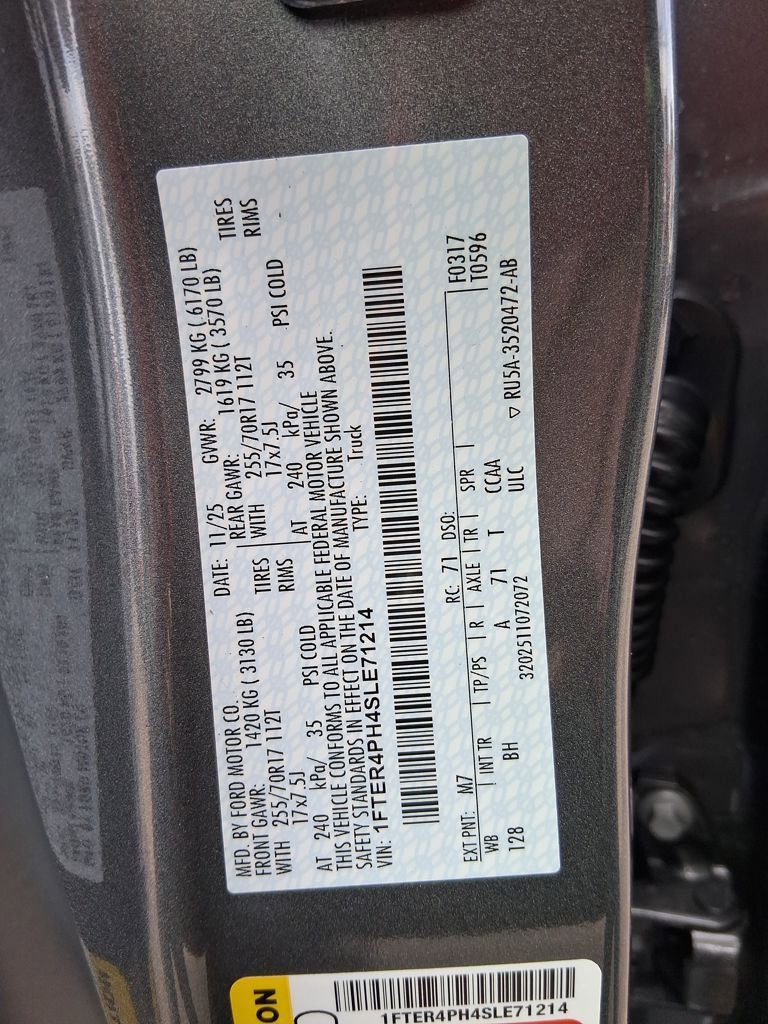 MFD. BY FORD MOTOR CO. DATE: 11/25 GVWR: 2799 KG ( 6170 LB)
FRONT GAWR: 1420 KG ( 3130 LB) REAR GAWR: 1619 KG ( 3570 LB)
WITH 255/70R17 112T TIRES WITH 255/70R17 112T TIRES
17x7.5J RIMS 17x7.5J RIMS
AT 240 kPa/ 35 PSI COLD AT 240 kPa/ 35 PSI COLD
THIS VEHICLE CONFORMS TO ALL APPLICABLE FEDERAL MOTOR VEHICLE
SAFETY STANDARDS IN EFFECT ON THE DATE OF MANUFACTURE SHOWN ABOVE.
VIN: 1FTER4PH4SLE71214 TYPE: Truck
EXT PNT: M7 RC: 71 DSO: F0317
WB INT TR TP/PS R AXLE TR SPR T0596
128 BH A 71 T CCAA
3202511072072 ULC ▽ RU5A-3520472-AB
1FTER4PH4SLE71214